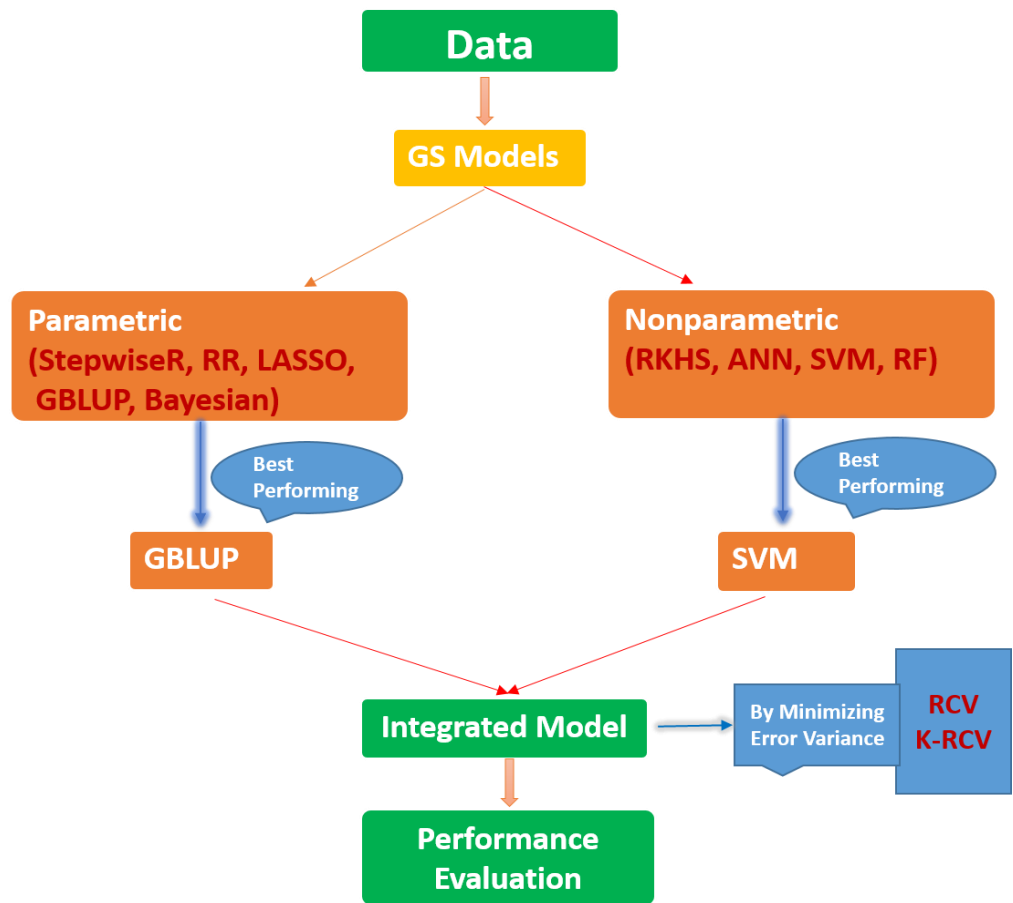 Data
GS Models
Parametric
(StepwiseR, RR, LASSO,
GBLUP, Bayesian)
Nonparametric
(RKHS, ANN, SVM, RF)
Best
Performing
Best
Performing
GBLUP
SVM
Integrated Model
By Minimizing
Error Variance
RCV
K-RCV
Performance
Evaluation